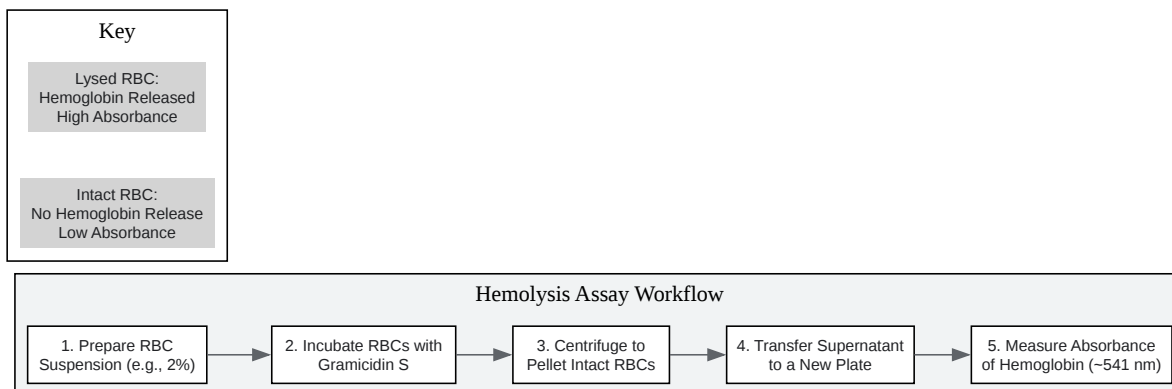 Key
Lysed RBC:
Hemoglobin Released
High Absorbance
Intact RBC:
No Hemoglobin Release
Low Absorbance
Hemolysis Assay Workflow
1. Prepare RBC
Suspension (e.g., 2%)
2. Incubate RBCs with
Gramicidin S
3. Centrifuge to
Pellet Intact RBCs
4. Transfer Supernatant
to a New Plate
5. Measure Absorbance
of Hemoglobin (~541 nm)